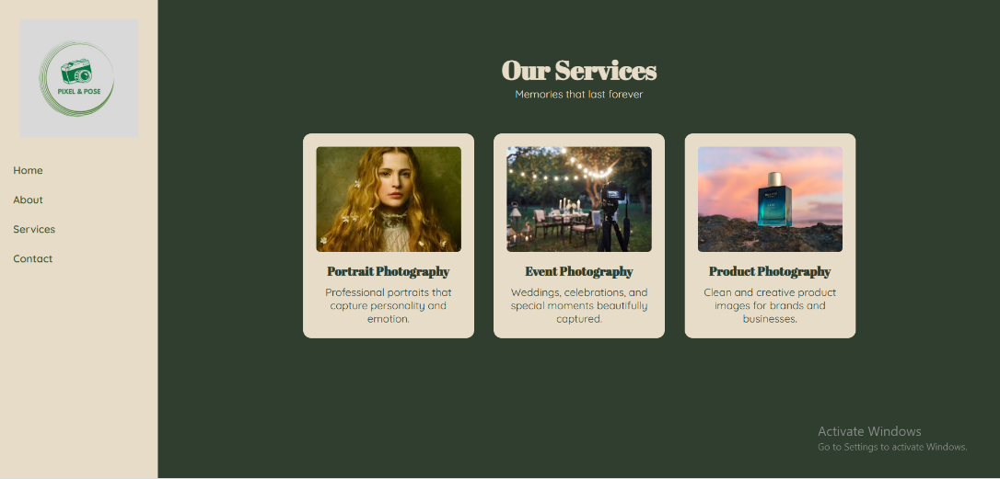 PIXEL & POSE
Home
About
Services
Contact
Our Services
Memories that last forever
Portrait Photography
Professional portraits that
capture personality and
emotion.
Event Photography
Weddings, celebrations, and
special moments beautifully
captured.
Product Photography
Clean and creative product
images for brands and
businesses.
Activate Windows
Go to Settings to activate Windows.